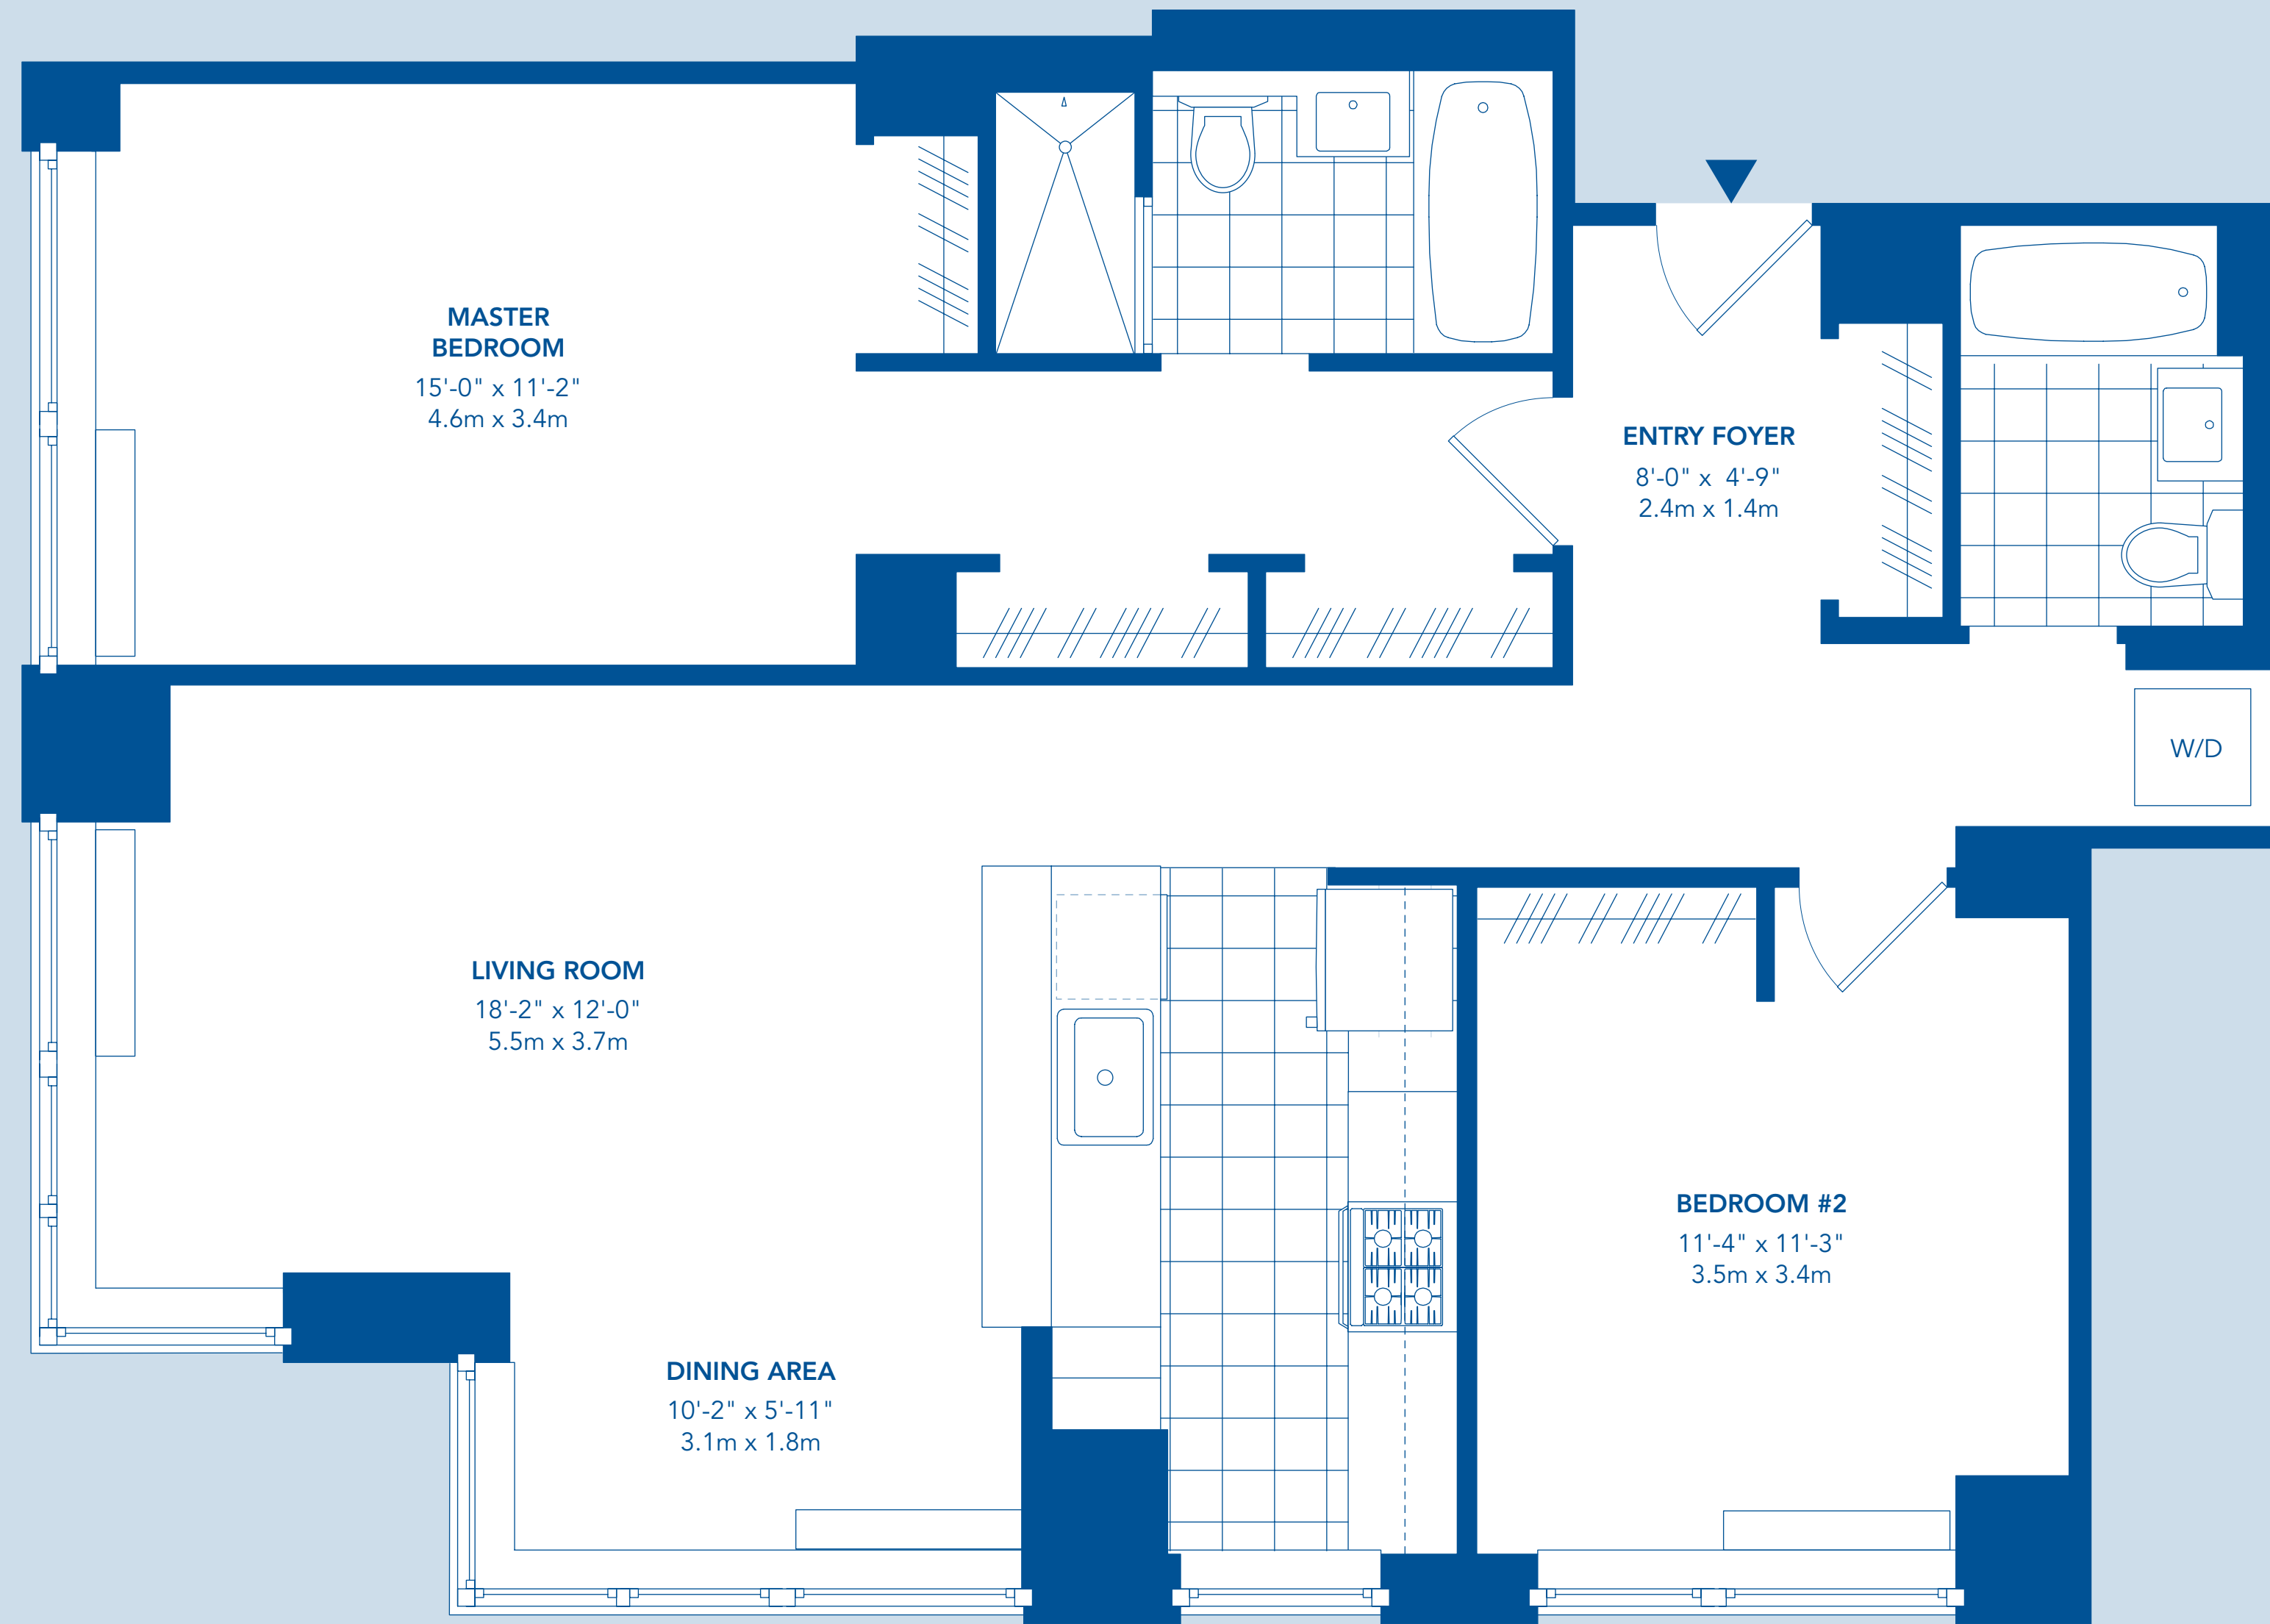 MASTER
BEDROOM
15'-0" x 11'-2"
4.6m x 3.4m
ENTRY FOYER
8'-0" x 4'-9"
2.4m x 1.4m
W/D
LIVING ROOM
18'-2" x 12'-0"
5.5m x 3.7m
BEDROOM #2
11'-4" x 11'-3"
3.5m x 3.4m
DINING AREA
10'-2" x 5'-11"
3.1m x 1.8m